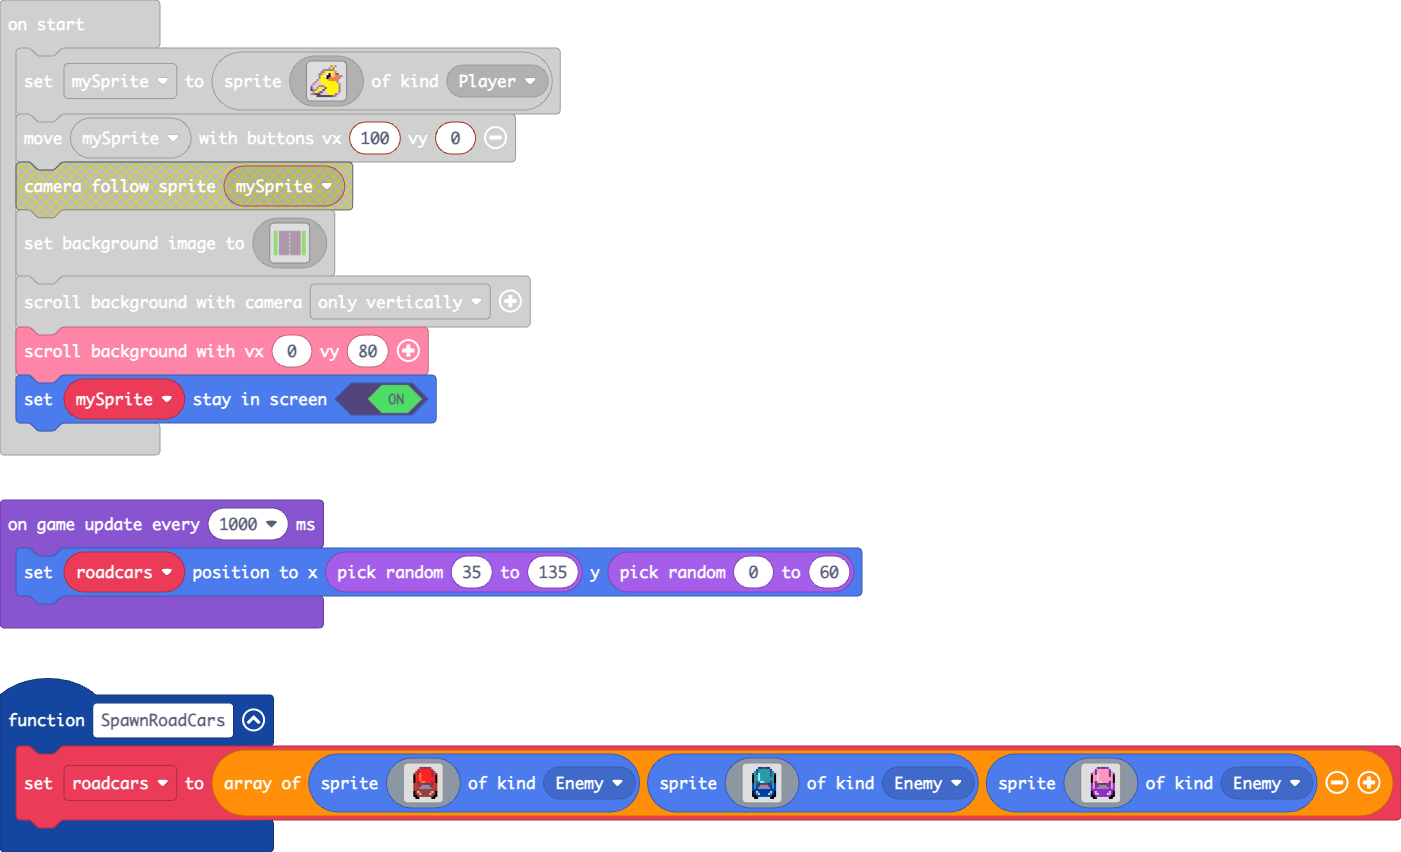 on start
set mySprite to sprite of kind Player
move mySprite with buttons vx 100 vy 0
camera follow sprite mySprite
set background image to
scroll background with camera only vertically
scroll background with vx 0 vy 80
set mySprite stay in screen ON
on game update every 1000 ms
set roadcars position to x pick random 35 to 135 y pick random 0 to 60
function SpawnRoadCars
set roadcars to array of sprite of kind Enemy sprite of kind Enemy sprite of kind Enemy